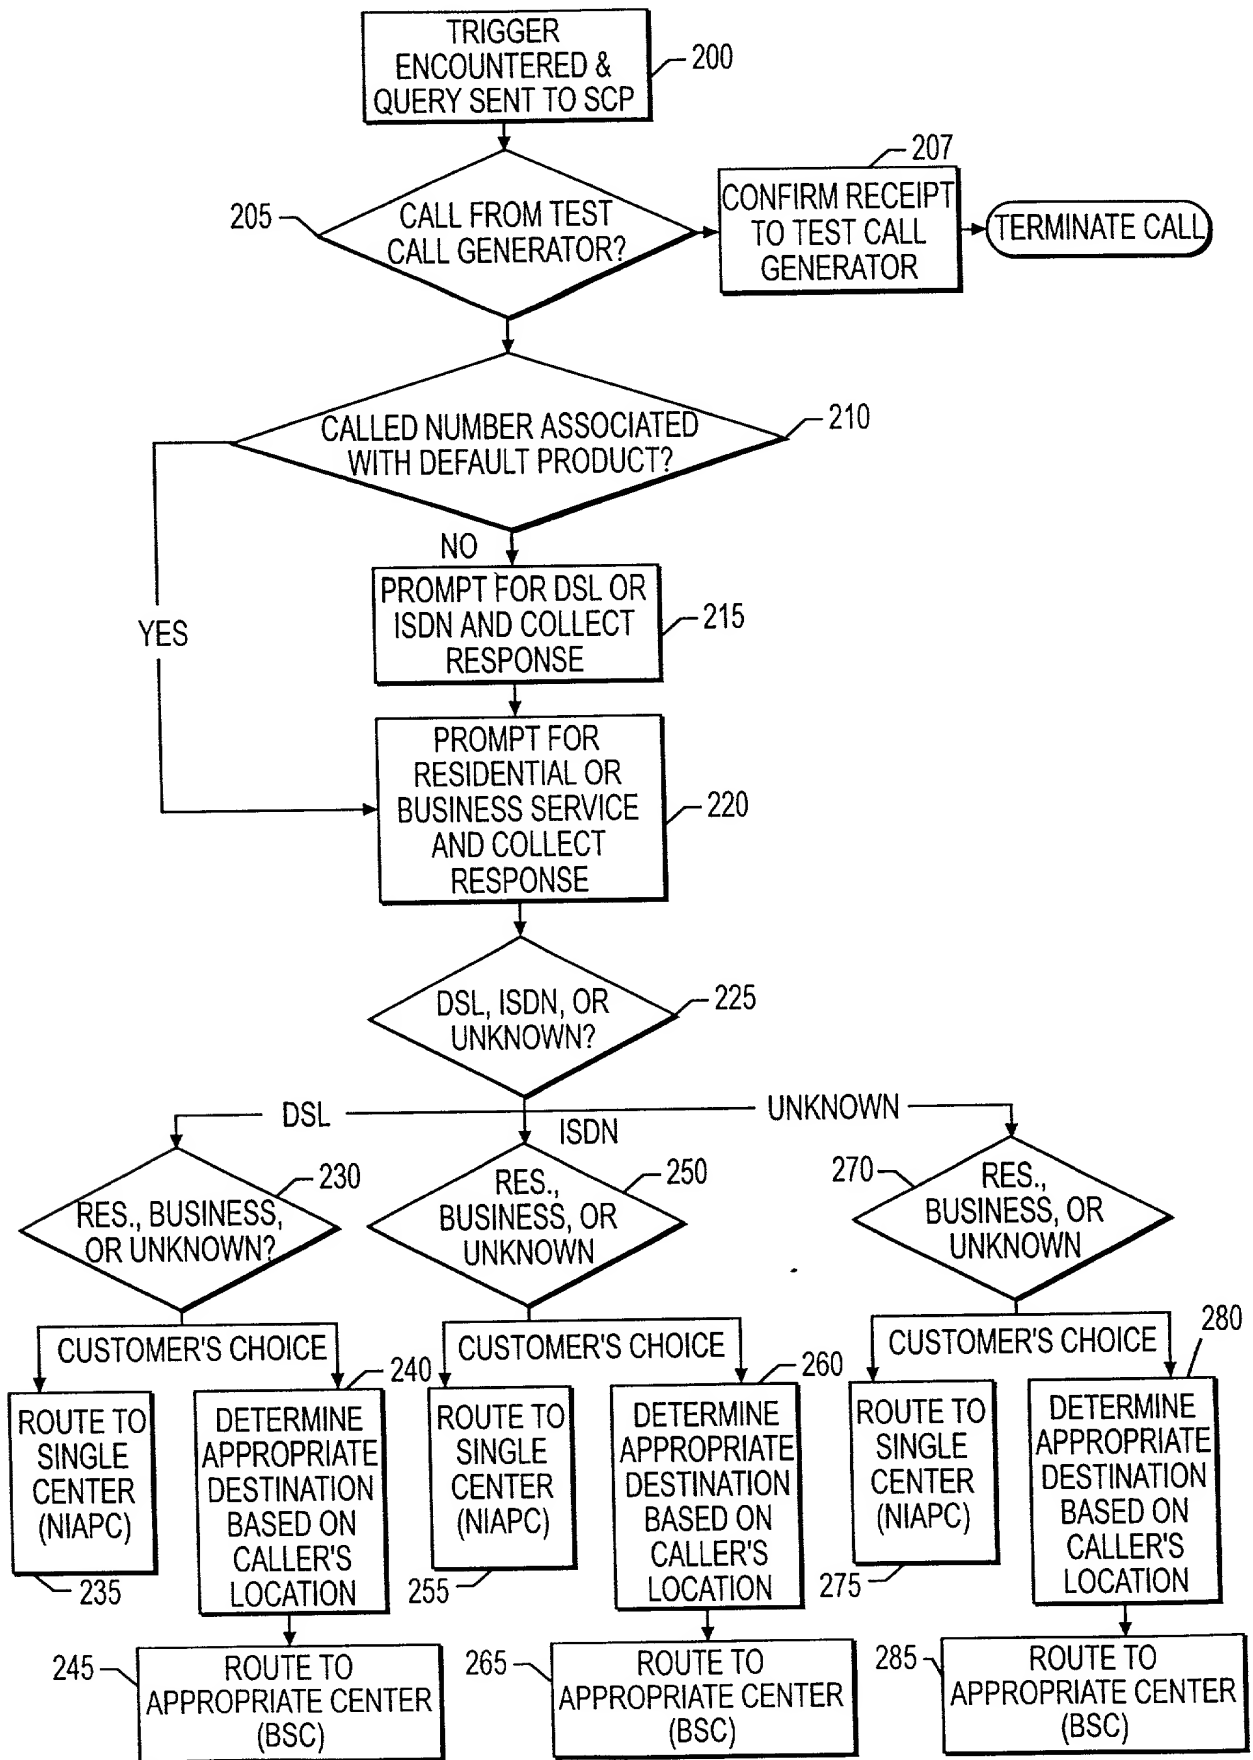 TRIGGER
ENCOUNTERED &
QUERY SENT TO SCP
200
205
CALL FROM TEST
CALL GENERATOR?
207
CONFIRM RECEIPT
TO TEST CALL
GENERATOR
TERMINATE CALL
CALLED NUMBER ASSOCIATED
WITH DEFAULT PRODUCT?
210
NO
YES
PROMPT FOR DSL OR
ISDN AND COLLECT
RESPONSE
215
PROMPT FOR
RESIDENTIAL OR
BUSINESS SERVICE
AND COLLECT
RESPONSE
220
DSL, ISDN, OR
UNKNOWN?
225
DSL
ISDN
UNKNOWN
RES., BUSINESS,
OR UNKNOWN?
230
RES.,
BUSINESS, OR
UNKNOWN
250
RES.,
BUSINESS, OR
UNKNOWN
270
CUSTOMER'S CHOICE
CUSTOMER'S CHOICE
CUSTOMER'S CHOICE
ROUTE TO
SINGLE
CENTER
(NIAPC)
235
240
DETERMINE
APPROPRIATE
DESTINATION
BASED ON
CALLER'S
LOCATION
ROUTE TO
SINGLE
CENTER
(NIAPC)
255
260
DETERMINE
APPROPRIATE
DESTINATION
BASED ON
CALLER'S
LOCATION
ROUTE TO
SINGLE
CENTER
(NIAPC)
275
280
DETERMINE
APPROPRIATE
DESTINATION
BASED ON
CALLER'S
LOCATION
245
ROUTE TO
APPROPRIATE CENTER
(BSC)
265
ROUTE TO
APPROPRIATE CENTER
(BSC)
285
ROUTE TO
APPROPRIATE CENTER
(BSC)